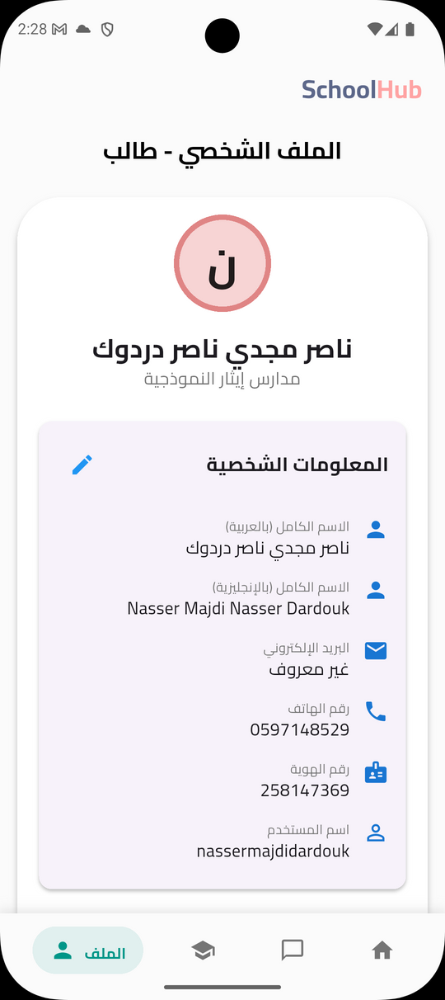 2:28
SchoolHub
الملف الشخصي - طالب
ن
ناصر مجدي ناصر دردوك
مدارس إيثار النموذجية
المعلومات الشخصية
الاسم الكامل (بالعربية)
ناصر مجدي ناصر دردوك
الاسم الكامل (بالإنجليزية)
Nasser Majdi Nasser Dardouk
البريد الإلكتروني
غير معروف
رقم الهاتف
0597148529
رقم الهوية
258147369
اسم المستخدم
nassermajdidardouk
الملف